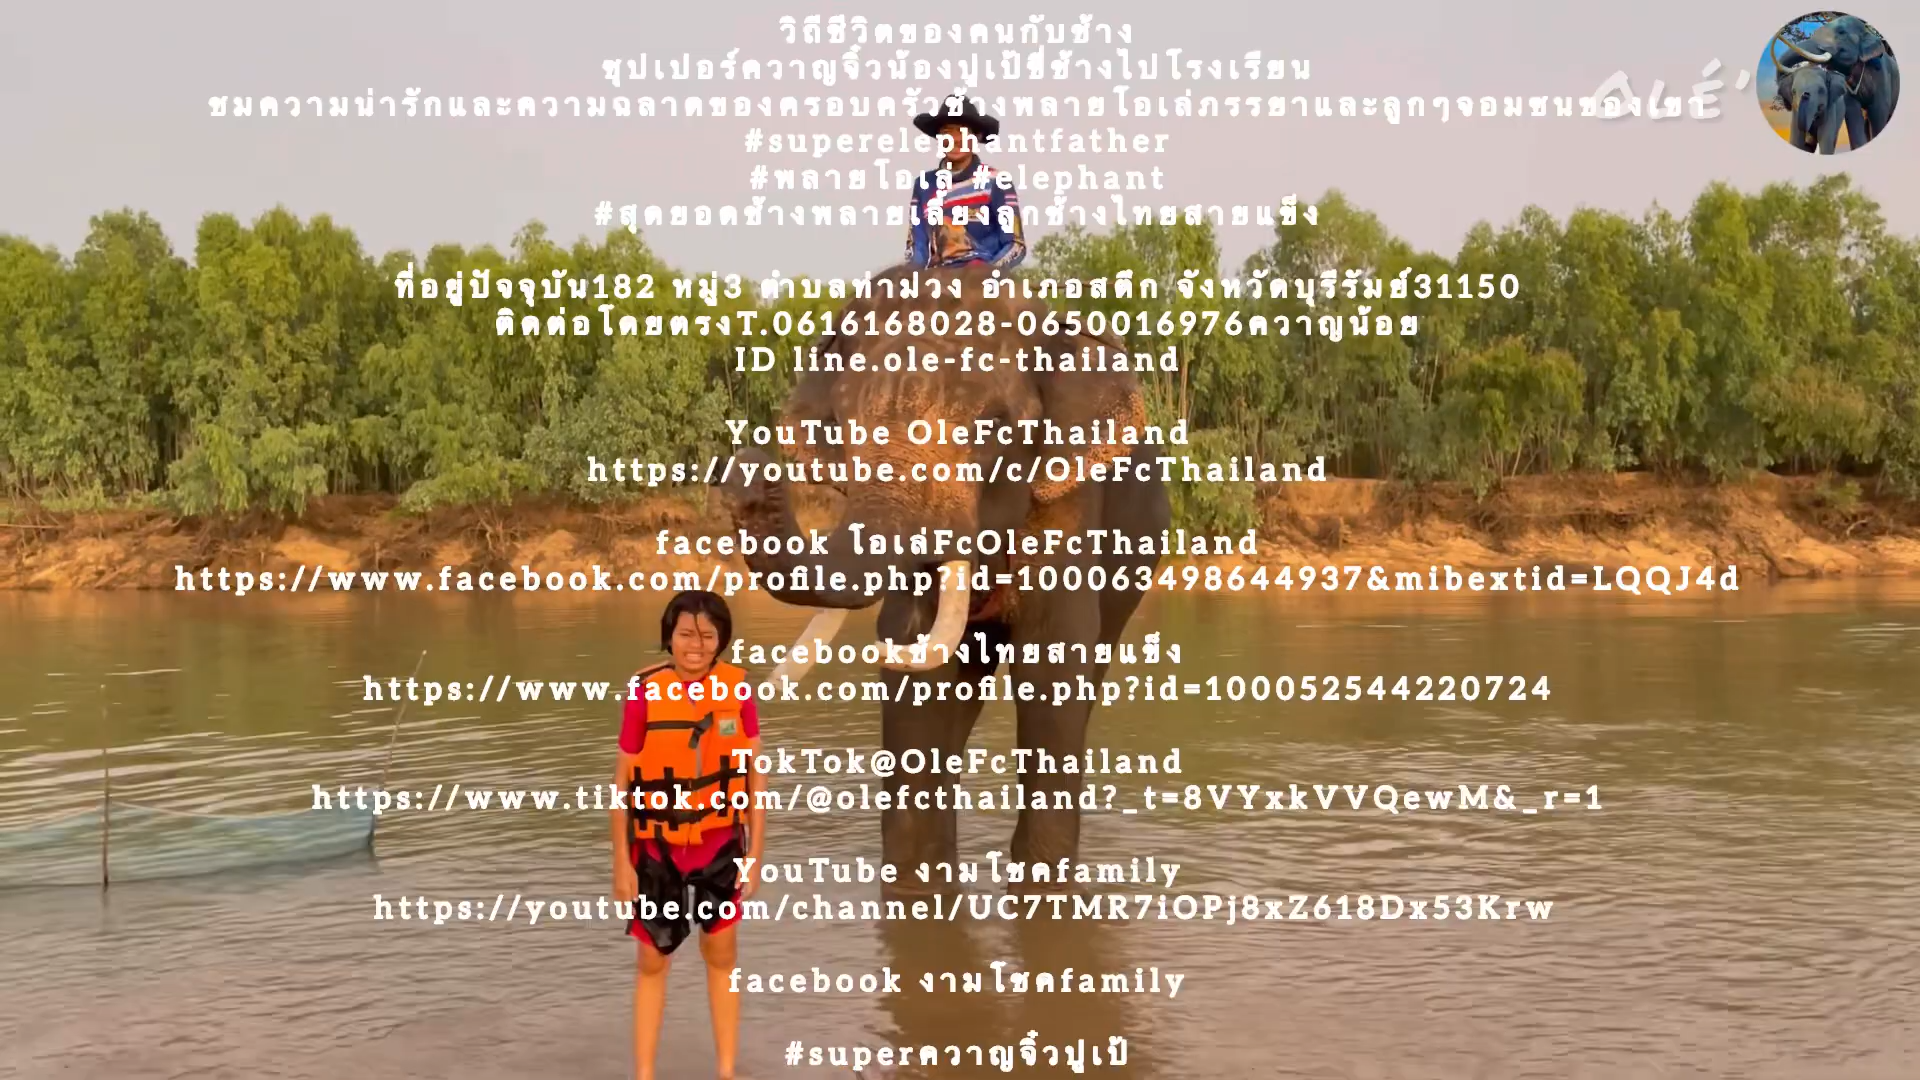 วิถีชีวิตของคนกับช้าง
ซุปเปอร์ควาญจิ๋วน้องปูเป้ขี่ช้างไปโรงเรียน
ชมความน่ารักและความฉลาดของครอบครัวช้างพลายโอเล่ภรรยาและลูกๆจอมซนของเขา
OLÉ'
#superelephantfather
#พลายโอเล่ #elephant
#สุดยอดช้างพลายเลี้ยงลูกช้างไทยสายแข็ง
ที่อยู่ปัจจุบัน182 หมู่3 ตำบลท่าม่วง อำเภอสตึก จังหวัดบุรีรัมย์31150
ติดต่อโดยตรงT.0616168028-0650016976ควาญน้อย
ID line.ole-fc-thailand
YouTube OleFcThailand
https://youtube.com/c/OleFcThailand
facebook โอเล่FcOleFcThailand
https://www.facebook.com/profile.php?id=100063498644937&mibextid=LQQJ4d
facebookช้างไทยสายแข็ง
https://www.facebook.com/profile.php?id=100052544220724
TokTok@OleFcThailand
https://www.tiktok.com/@olefcthailand?_t=8VYxkVVQewM&_r=1
YouTube งามโชคfamily
https://youtube.com/channel/UC7TMR7iOPj8xZ618Dx53Krw
facebook งามโชคfamily
#superควาญจิ๋วปูเป้